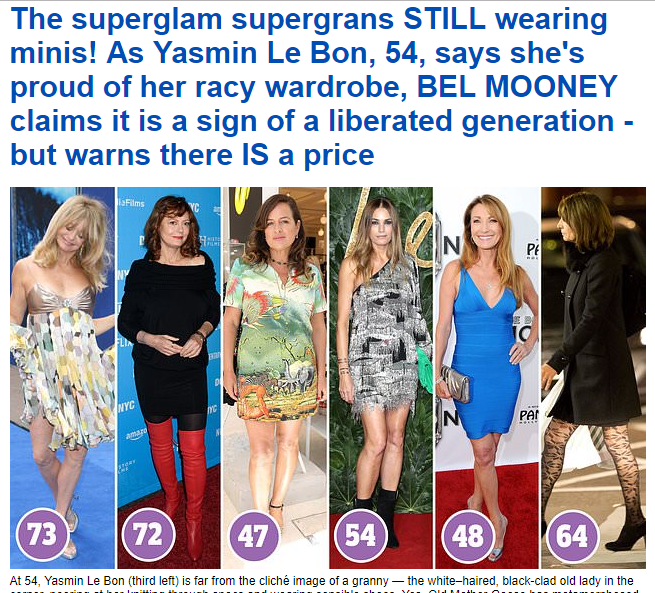 The superglam supergrans STILL wearing
minis! As Yasmin Le Bon, 54, says she's
proud of her racy wardrobe, BEL MOONEY
claims it is a sign of a liberated generation -
but warns there IS a price
73
72
47
54
48
64
NYC
amazon
NYC
At 54, Yasmin Le Bon (third left) is far from the cliché image of a granny — the white–haired, black-clad old lady in the